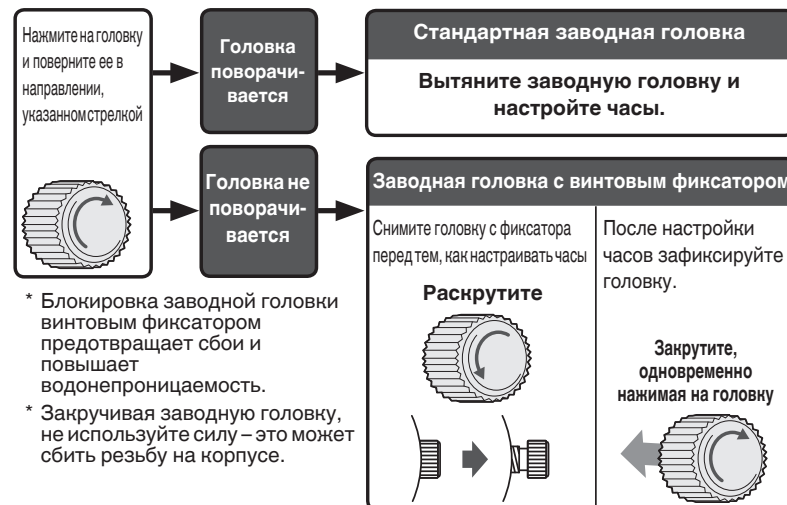 Нажмите на головку
и поверните ее в
направлении,
указанном стрелкой
Головка
поворачи-
вается
Стандартная заводная головка
Вытяните заводную головку и
настройте часы.
Головка не
поворачи-
вается
Заводная головка с винтовым фиксатором
Снимите головку с фиксатора
перед тем, как настраивать часы
Раскрутите
После настройки
часов зафиксируйте
головку.
Закрутите,
одновременно
нажимая на головку
* Блокировка заводной головки
винтовым фиксатором
предотвращает сбои и
повышает
водонепроницаемость.
* Закручивая заводную головку,
не используйте силу – это может
сбить резьбу на корпусе.